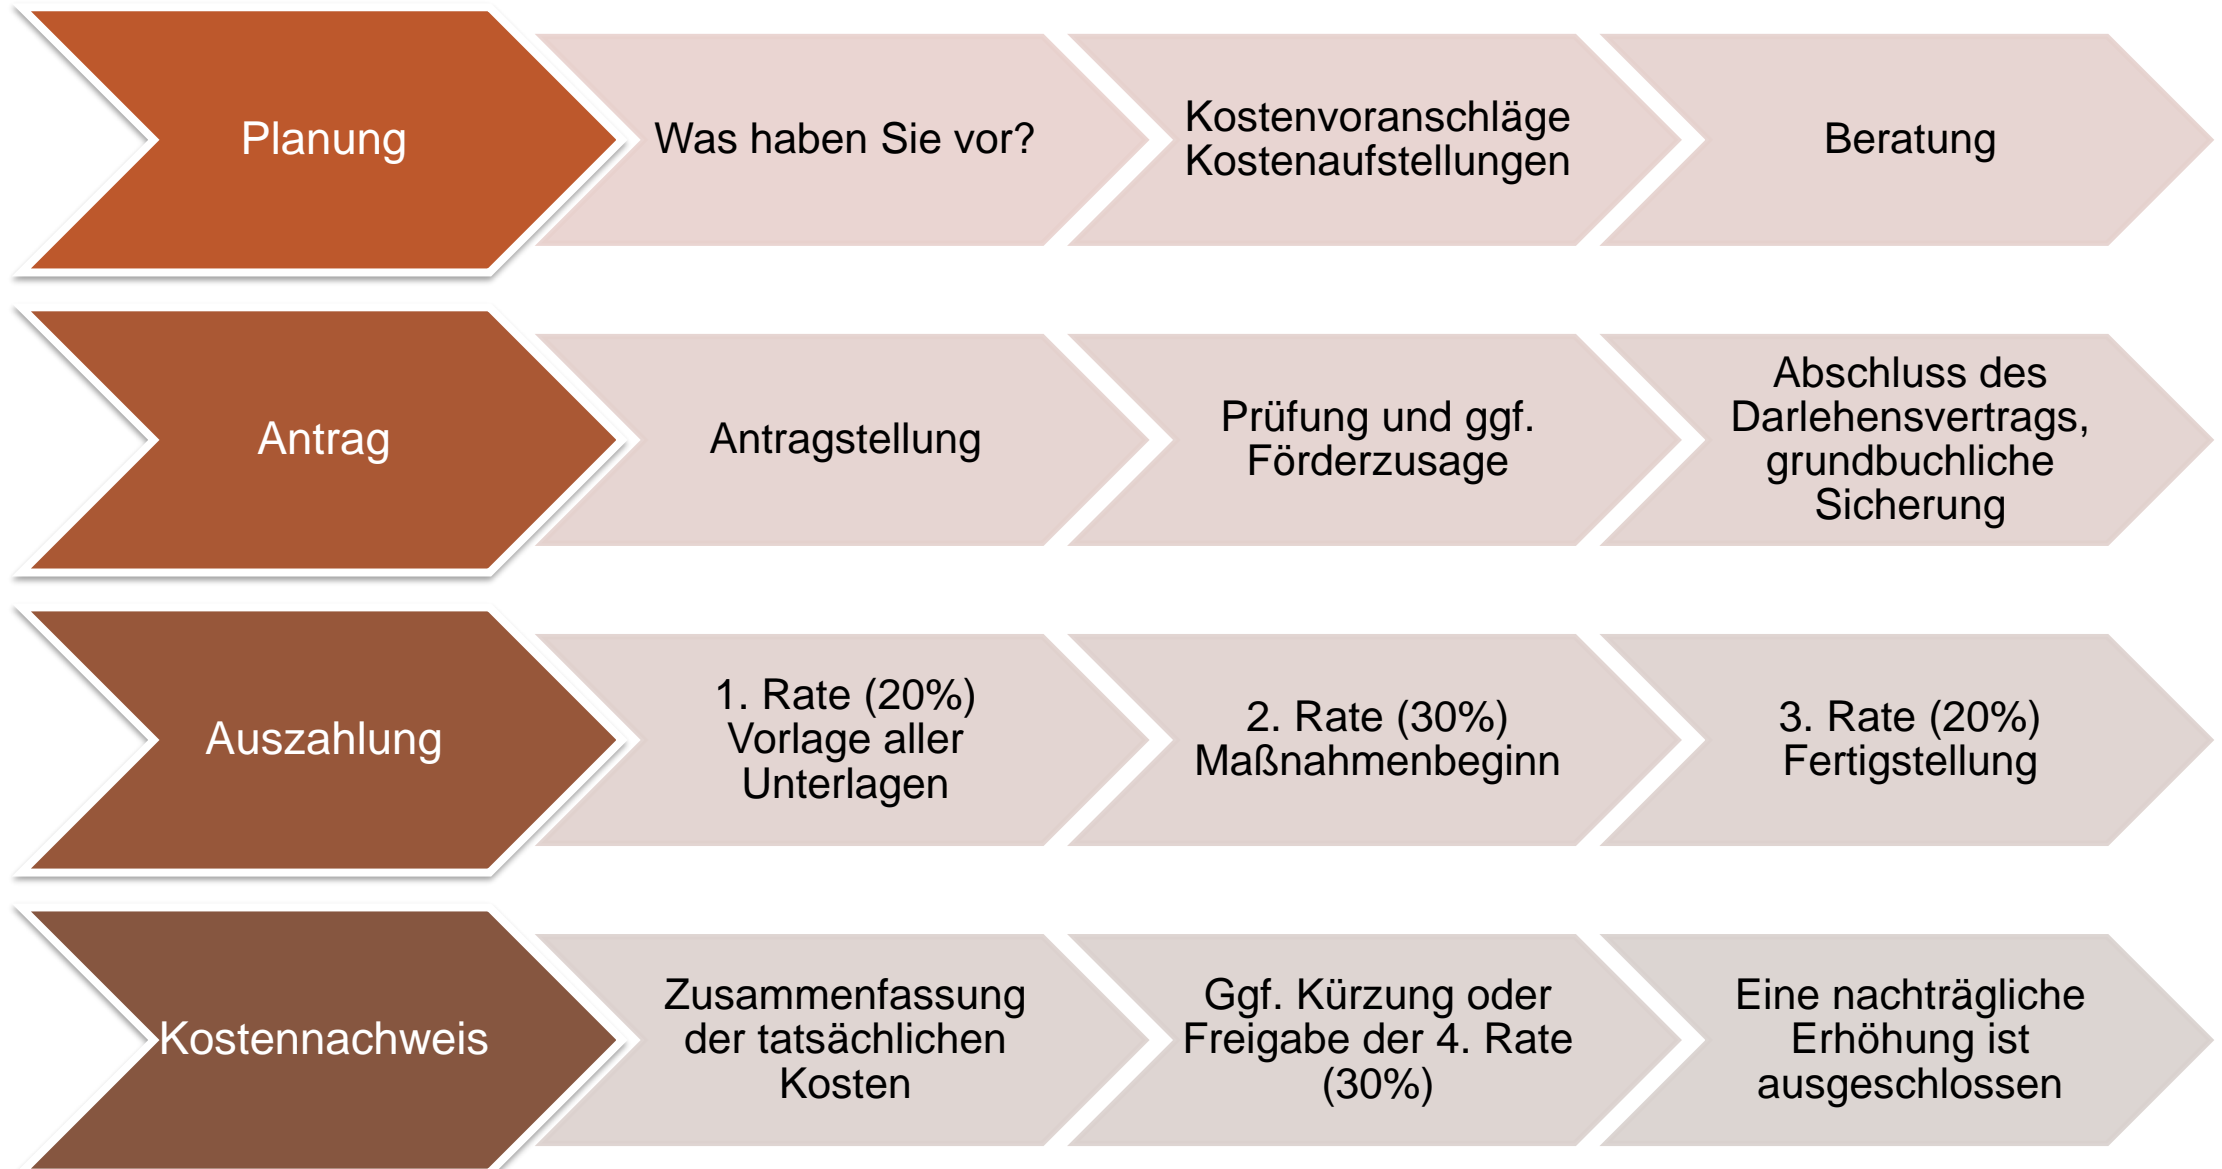 Planung
Was haben Sie vor?
Kostenvoranschläge
Kostenaufstellungen
Beratung
Antrag
Antragstellung
Prüfung und ggf.
Förderzusage
Abschluss des
Darlehensvertrags,
grundbuchliche
Sicherung
Auszahlung
1. Rate (20%)
Vorlage aller
Unterlagen
2. Rate (30%)
Maßnahmenbeginn
3. Rate (20%)
Fertigstellung
Kostennachweis
Zusammenfassung
der tatsächlichen
Kosten
Ggf. Kürzung oder
Freigabe der 4. Rate
(30%)
Eine nachträgliche
Erhöhung ist
ausgeschlossen